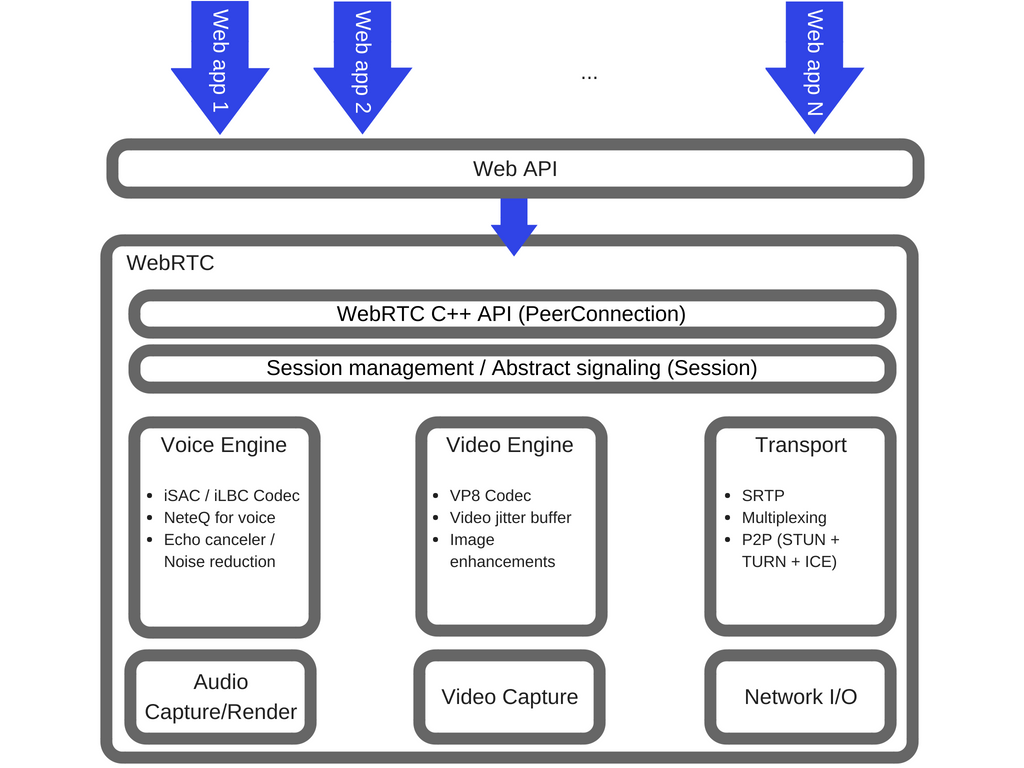 Web app 1
Web app 2
...
Web app N
Web API
WebRTC
WebRTC C++ API (PeerConnection)
Session management / Abstract signaling (Session)
Voice Engine
• iSAC / iLBC Codec
• NeteQ for voice
• Echo canceler /
Noise reduction
Video Engine
• VP8 Codec
• Video jitter buffer
• Image
enhancements
Transport
• SRTP
• Multiplexing
• P2P (STUN +
TURN + ICE)
Audio
Capture/Render
Video Capture
Network I/O